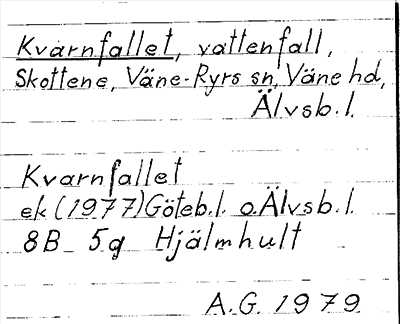 Kvarnfallet, vattenfall,
Skottene, Väne-Ryrs sn, Väne hd,
Älvsb.l.
Kvarnfallet
ek (1977) Göteb.l. o. Älvsb.l.
8B 5g Hjälmhult
A.G. 1979